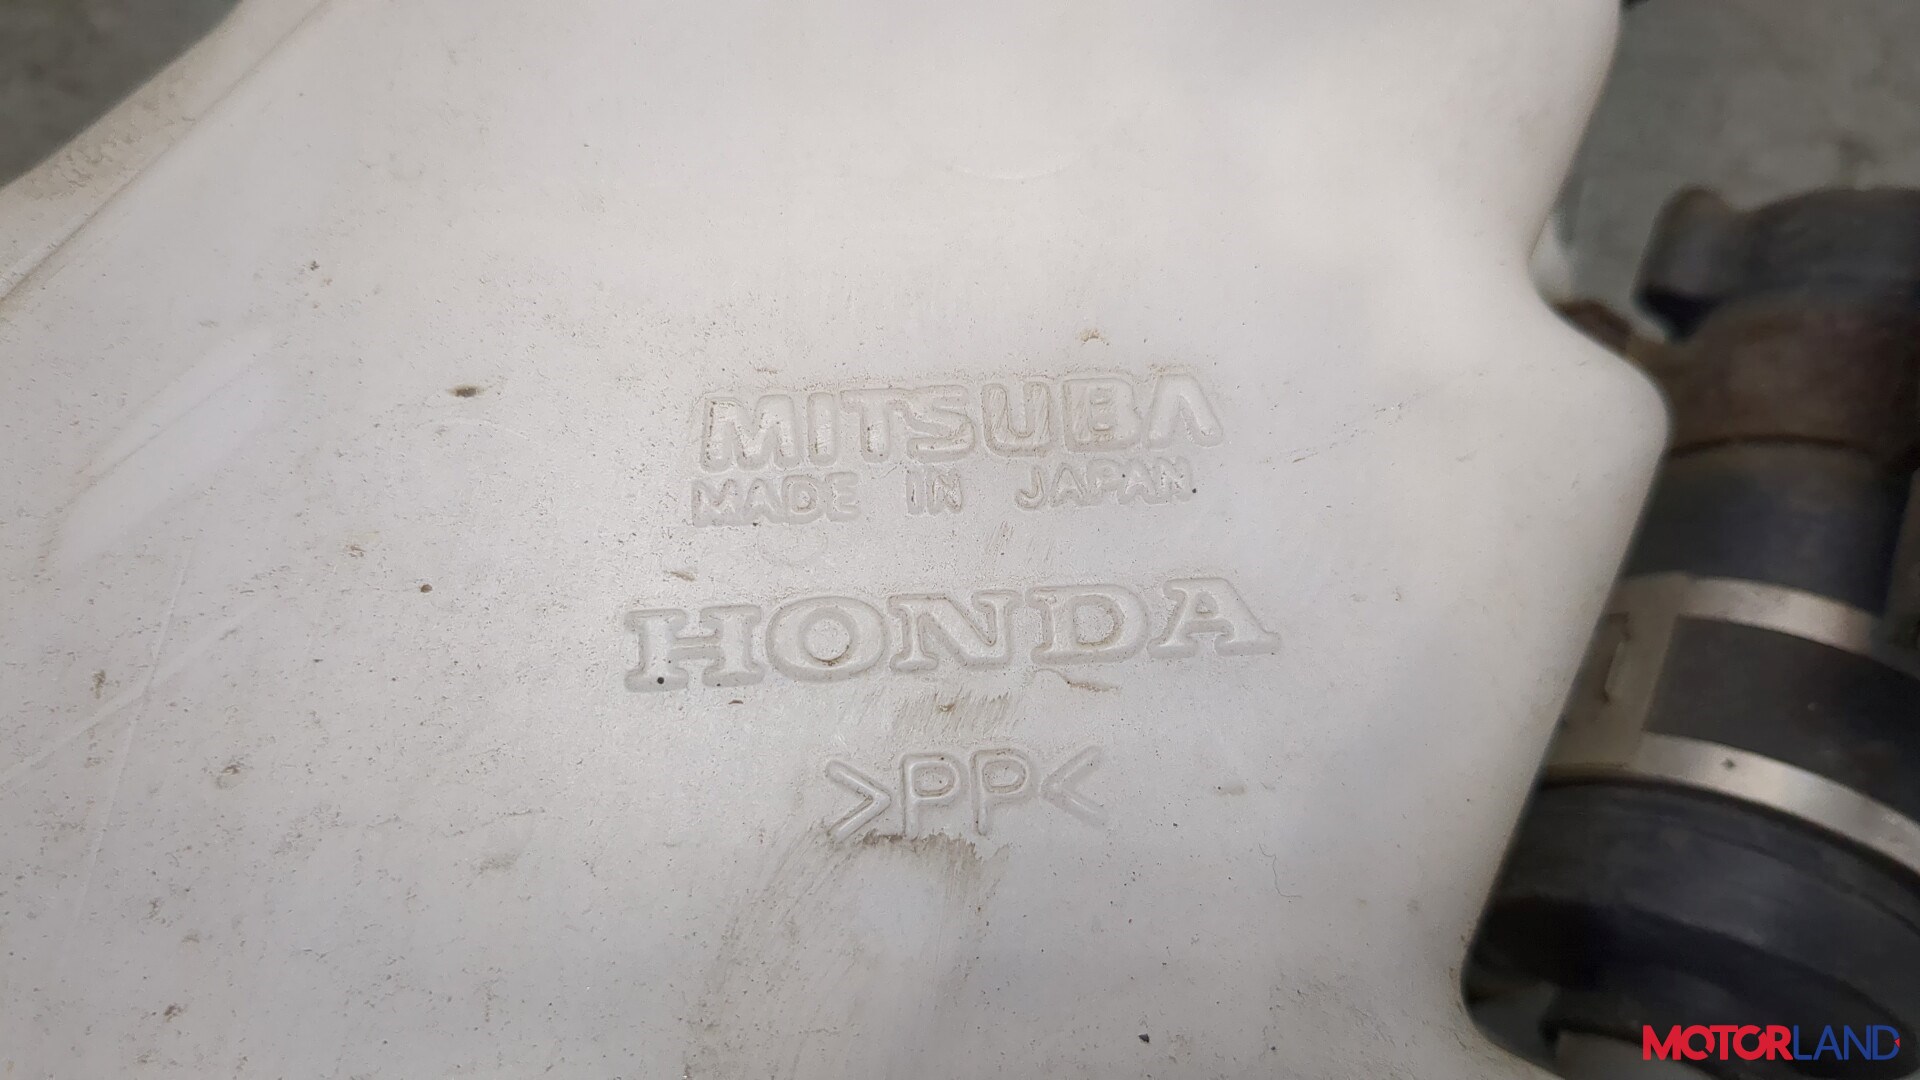 MITSUBA
MADE IN JAPAN
HONDA
>PP<
MOTORLAND